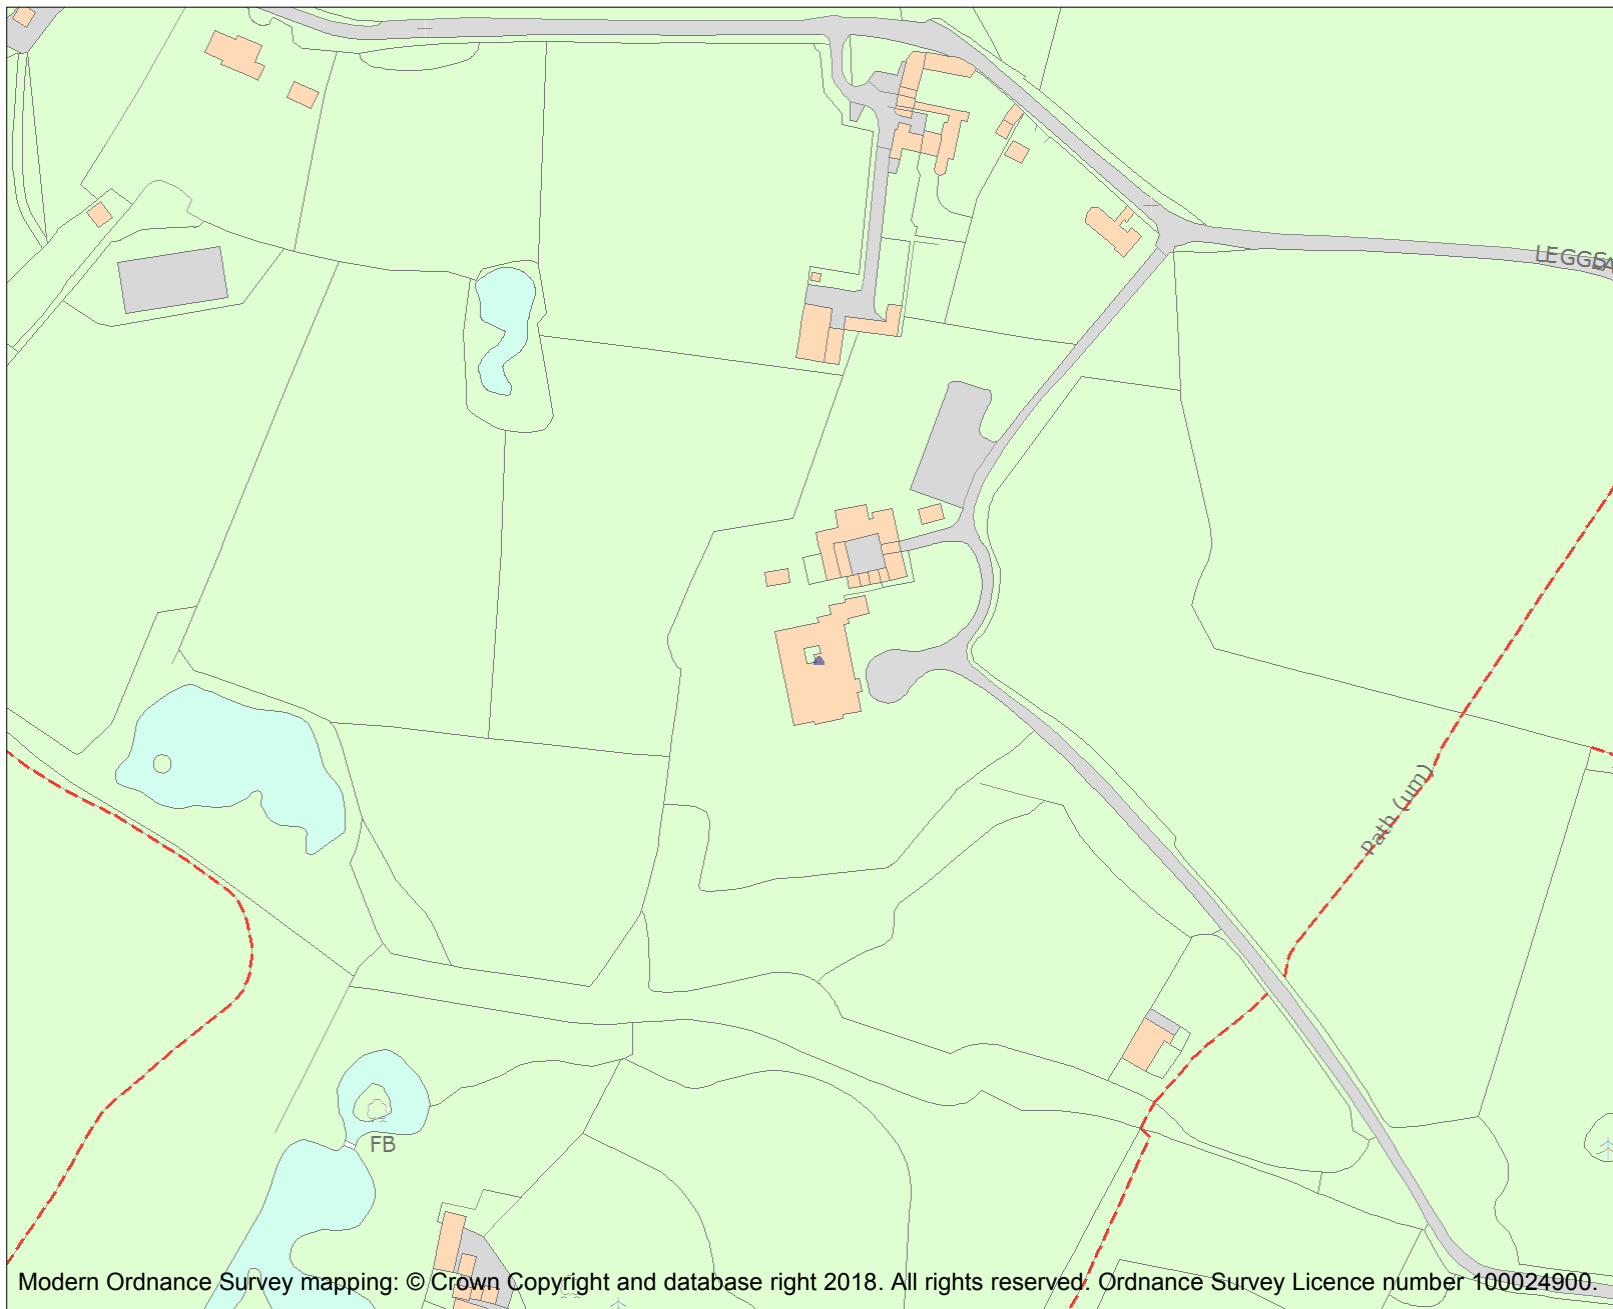 LEGGS
Path (um)
FB
Modern Ordnance Survey mapping: © Crown Copyright and database right 2018. All rights reserved. Ordnance Survey Licence number 100024900.